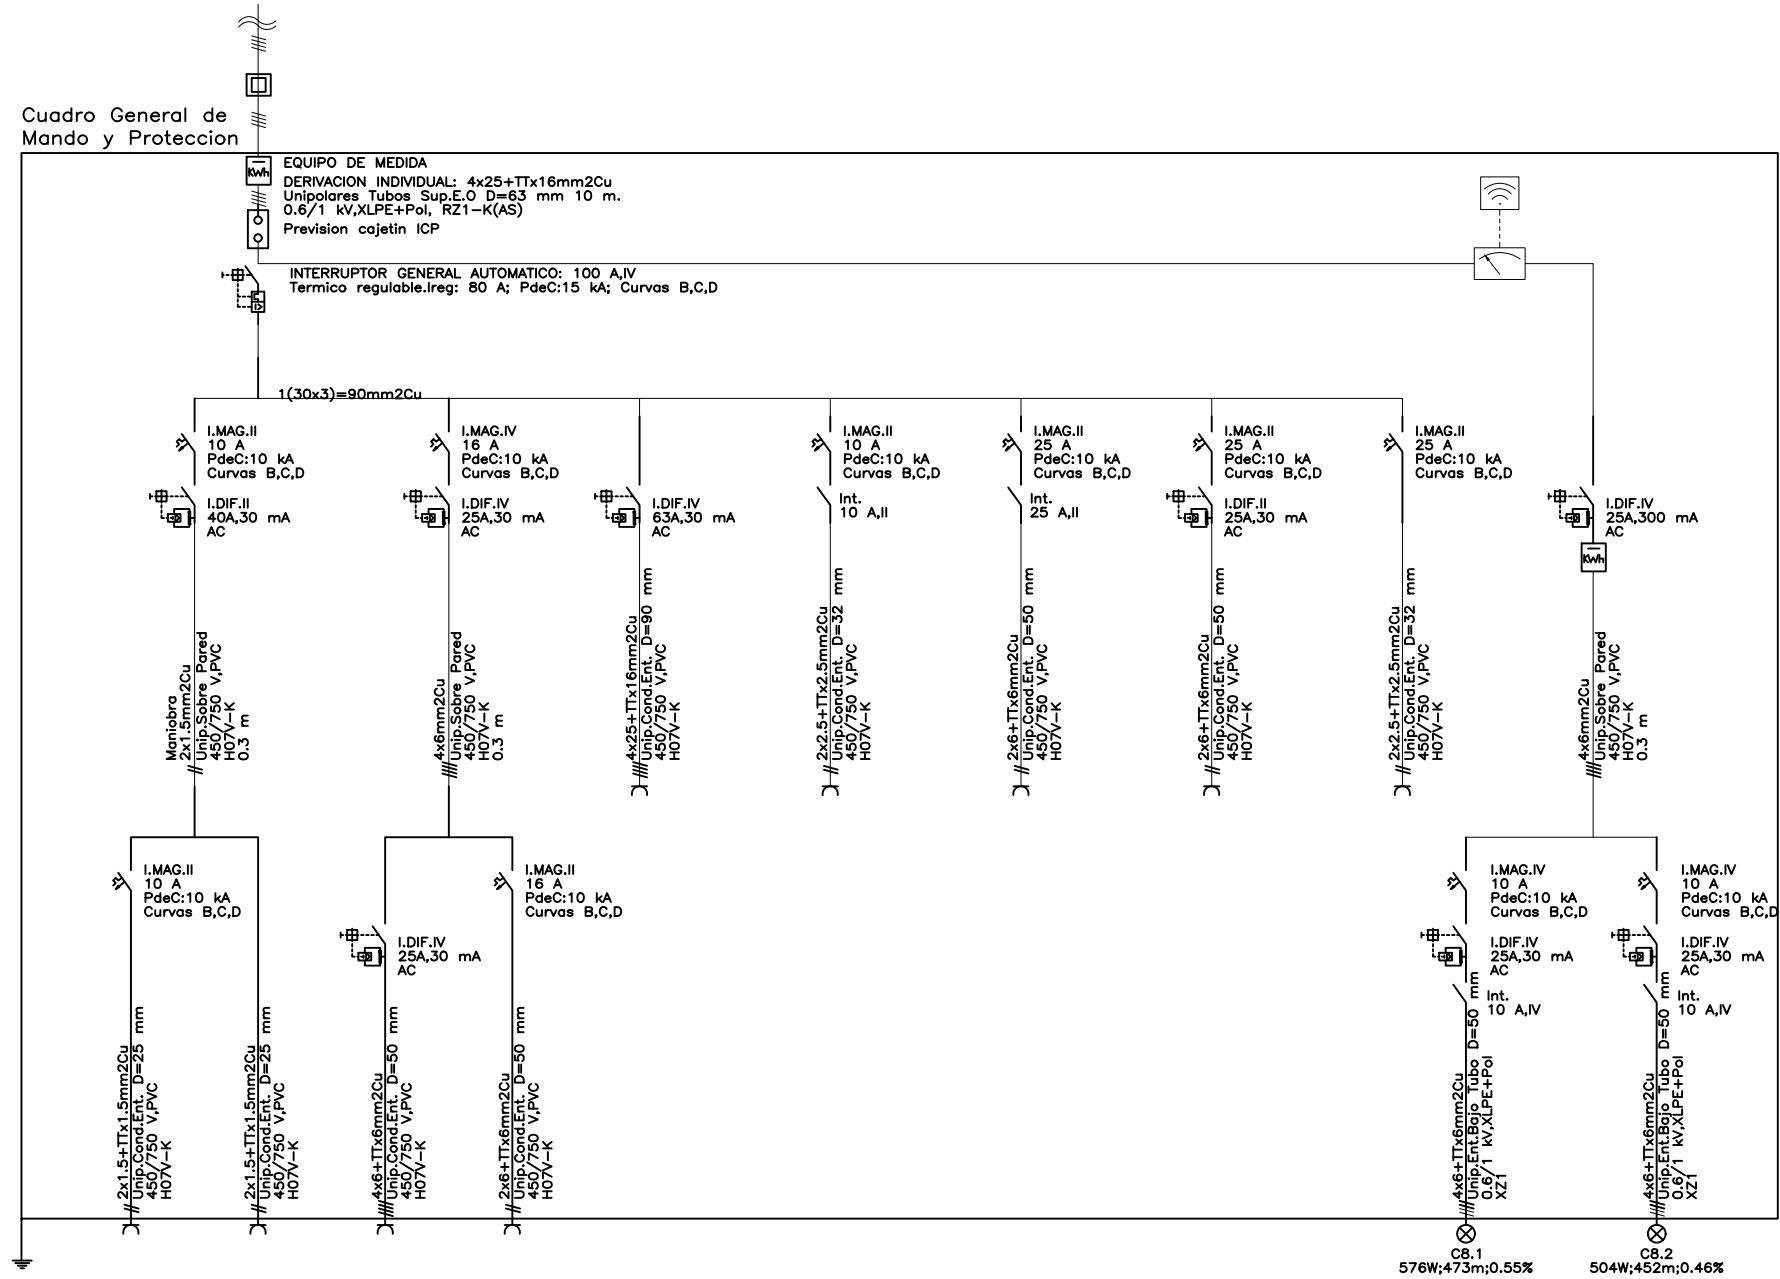 Cuadro General de
Mando y Proteccion
KWh
EQUIPO DE MEDIDA
DERIVACION INDIVIDUAL: 4x25+TTx16mm2Cu
Unipolares Tubos Sup.E.O D=63 mm 10 m.
0.6/1 kV,XLPE+Pol, RZ1-K(AS)
Prevision cajetin ICP
INTERRUPTOR GENERAL AUTOMATICO: 100 A,IV
Termico regulable.Ireg: 80 A; PdeC:15 kA; Curvas B,C,D
1(30x3)=90mm2Cu
I.MAG.II
10 A
PdeC:10 kA
Curvas B,C,D
I.DIF.II
40A,30 mA
AC
I.MAG.IV
16 A
PdeC:10 kA
Curvas B,C,D
I.DIF.IV
25A,30 mA
AC
I.DIF.IV
63A,30 mA
AC
I.MAG.II
10 A
PdeC:10 kA
Curvas B,C,D
Int.
10 A,II
I.MAG.II
25 A
PdeC:10 kA
Curvas B,C,D
Int.
25 A,II
I.MAG.II
25 A
PdeC:10 kA
Curvas B,C,D
I.DIF.II
25A,30 mA
AC
I.MAG.II
25 A
PdeC:10 kA
Curvas B,C,D
I.DIF.IV
25A,300 mA
AC
KWh
Maniobra
2x1.5mm2Cu
Unip.Sobre Pared
450/750 V,PVC
H07V-K
0.3 m
4x6mm2Cu
Unip.Sobre Pared
450/750 V,PVC
H07V-K
0.3 m
4x25+TTx16mm2Cu
Unip.Cond.Ent. D=90 mm
450/750 V,PVC
H07V-K
2x2.5+TTx2.5mm2Cu
Unip.Cond.Ent. D=32 mm
450/750 V,PVC
H07V-K
2x6+TTx6mm2Cu
Unip.Cond.Ent. D=50 mm
450/750 V,PVC
H07V-K
2x6+TTx6mm2Cu
Unip.Cond.Ent. D=50 mm
450/750 V,PVC
H07V-K
2x2.5+TTx2.5mm2Cu
Unip.Cond.Ent. D=32 mm
450/750 V,PVC
H07V-K
4x6mm2Cu
Unip.Sobre Pared
450/750 V,PVC
H07V-K
0.3 m
I.MAG.II
10 A
PdeC:10 kA
Curvas B,C,D
I.DIF.IV
25A,30 mA
AC
I.MAG.II
16 A
PdeC:10 kA
Curvas B,C,D
I.MAG.IV
10 A
PdeC:10 kA
Curvas B,C,D
I.DIF.IV
25A,30 mA
AC
Int.
10 A,IV
I.MAG.IV
10 A
PdeC:10 kA
Curvas B,C,D
I.DIF.IV
25A,30 mA
AC
Int.
10 A,IV
2x1.5+TTx1.5mm2Cu
Unip.Cond.Ent. D=25 mm
450/750 V,PVC
H07V-K
2x1.5+TTx1.5mm2Cu
Unip.Cond.Ent. D=25 mm
450/750 V,PVC
H07V-K
4x6+TTx6mm2Cu
Unip.Cond.Ent. D=50 mm
450/750 V,PVC
H07V-K
2x6+TTx6mm2Cu
Unip.Cond.Ent. D=50 mm
450/750 V,PVC
H07V-K
4x6+TTx6mm2Cu
Unip.Ent.Bajo Tubo D=50 mm
0.6/1 kV,XLPE+Pol
XZ1
4x6+TTx6mm2Cu
Unip.Ent.Bajo Tubo D=50 mm
0.6/1 kV,XLPE+Pol
XZ1
C8.1
576W;473m;0.55%
C8.2
504W;452m;0.46%